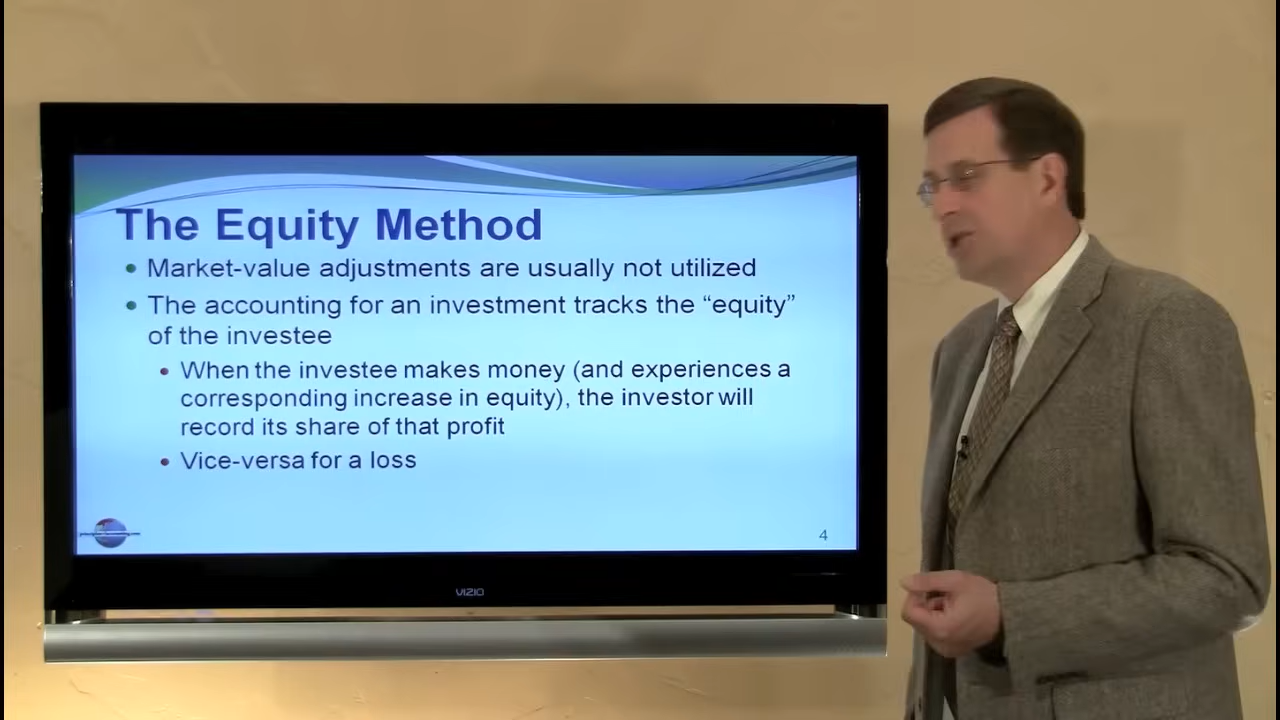 The Equity Method
• Market-value adjustments are usually not utilized
• The accounting for an investment tracks the “equity”
of the investee
• When the investee makes money (and experiences a
corresponding increase in equity), the investor will
record its share of that profit
• Vice-versa for a loss
4
VIZIO